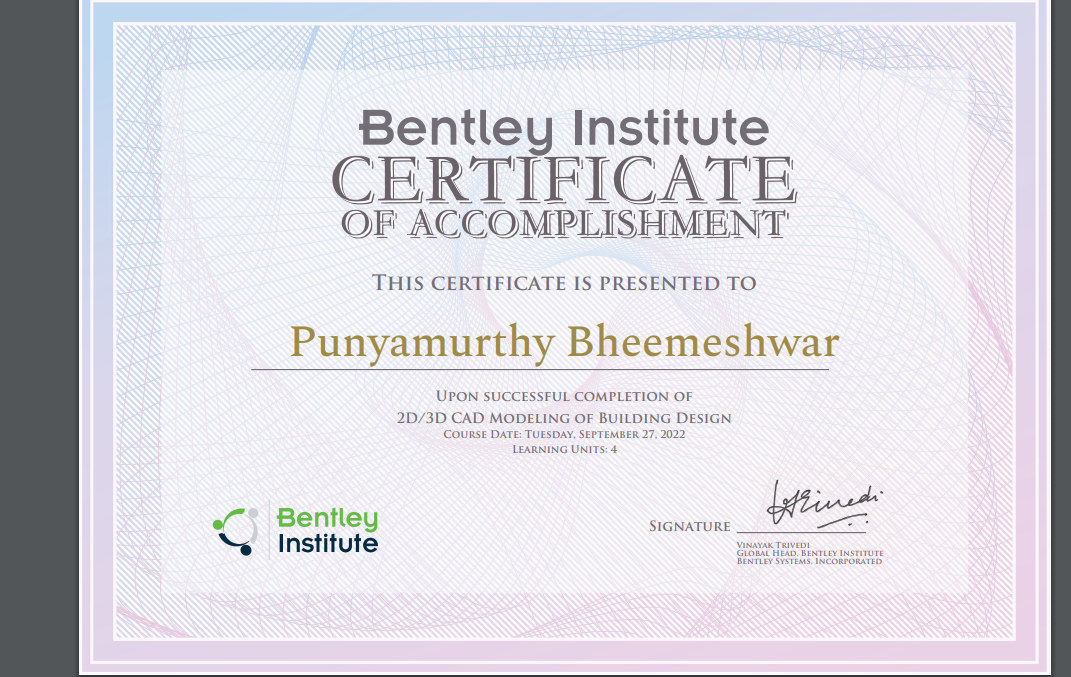 Bentley Institute
CERTIFICATE
OF ACCOMPLISHMENT
THIS CERTIFICATE IS PRESENTED TO
Punyamurthy Bheemeshwar
UPON SUCCESSFUL COMPLETION OF
2D/3D CAD MODELING OF BUILDING DESIGN
COURSE DATE: TUESDAY, SEPTEMBER 27, 2022
LEARNING UNITS: 4
Bentley
Institute
SIGNATURE
VINAYAK TRIVEDI
GLOBAL HEAD, BENTLEY INSTITUTE
BENTLEY SYSTEMS, INCORPORATED